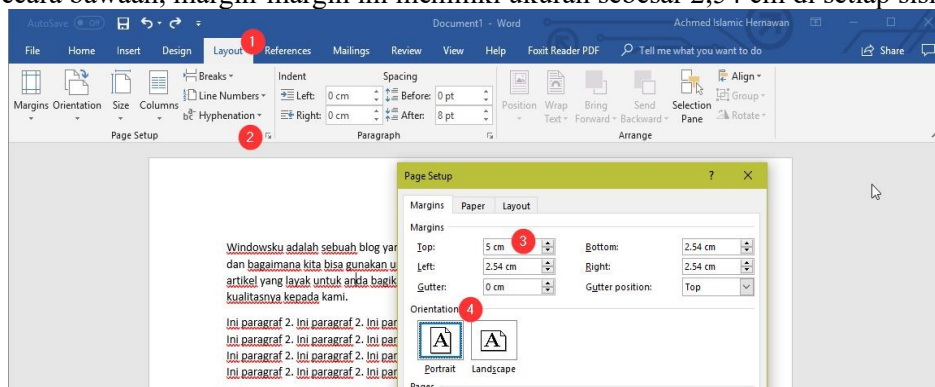 secara bawaan, margin-margin ini memiliki ukuran sebesar 2,54 cm di setiap sisi
AutoSave Off Document1 - Word Achmed Islamic Hernawan
File Home Insert Design Layout 1 References Mailings Review View Help Foxit Reader PDF Tell me what you want to do Share
Breaks Indent Spacing Align
Line Numbers Left: 0 cm Before: 0 pt Group
Margins Orientation Size Columns Hyphenation Right: 0 cm After: 8 pt Position Wrap Text Bring Forward Send Backward Selection Pane Rotate
Page Setup 2 Paragraph Arrange
Page Setup ? X
Margins Paper Layout
Margins
Top: 5 cm 3 Bottom: 2.54 cm
Left: 2.54 cm Right: 2.54 cm
Gutter: 0 cm Gutter position: Top
Orientation 4
A A
Portrait Landscape
Pages
Windowsku adalah sebuah blog
dan bagaimana kita bisa gunakan
artikel yang layak untuk anda
kualitasnya kepada kami.
Ini paragraf 2. Ini paragraf 2. Ini
Ini paragraf 2. Ini paragraf 2. Ini
Ini paragraf 2. Ini paragraf 2. Ini
Ini paragraf 2. Ini paragraf 2. Ini